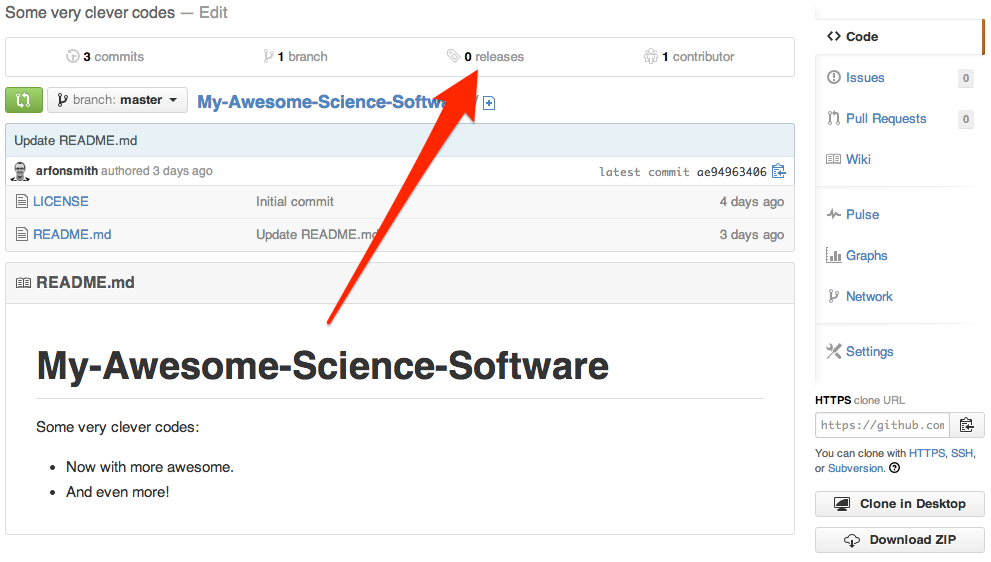 Some very clever codes — Edit
3 commits 1 branch 0 releases 1 contributor
branch: master My-Awesome-Science-Softw
Update README.md
arfonsmith authored 3 days ago latest commit ae94963406
LICENSE Initial commit 4 days ago
README.md Update README.md 3 days ago
README.md
My-Awesome-Science-Software
Some very clever codes:
• Now with more awesome.
• And even more!
Code
Issues 0
Pull Requests 0
Wiki
Pulse
Graphs
Network
Settings
HTTPS clone URL
https://github.com
You can clone with HTTPS, SSH,
or Subversion.
Clone in Desktop
Download ZIP